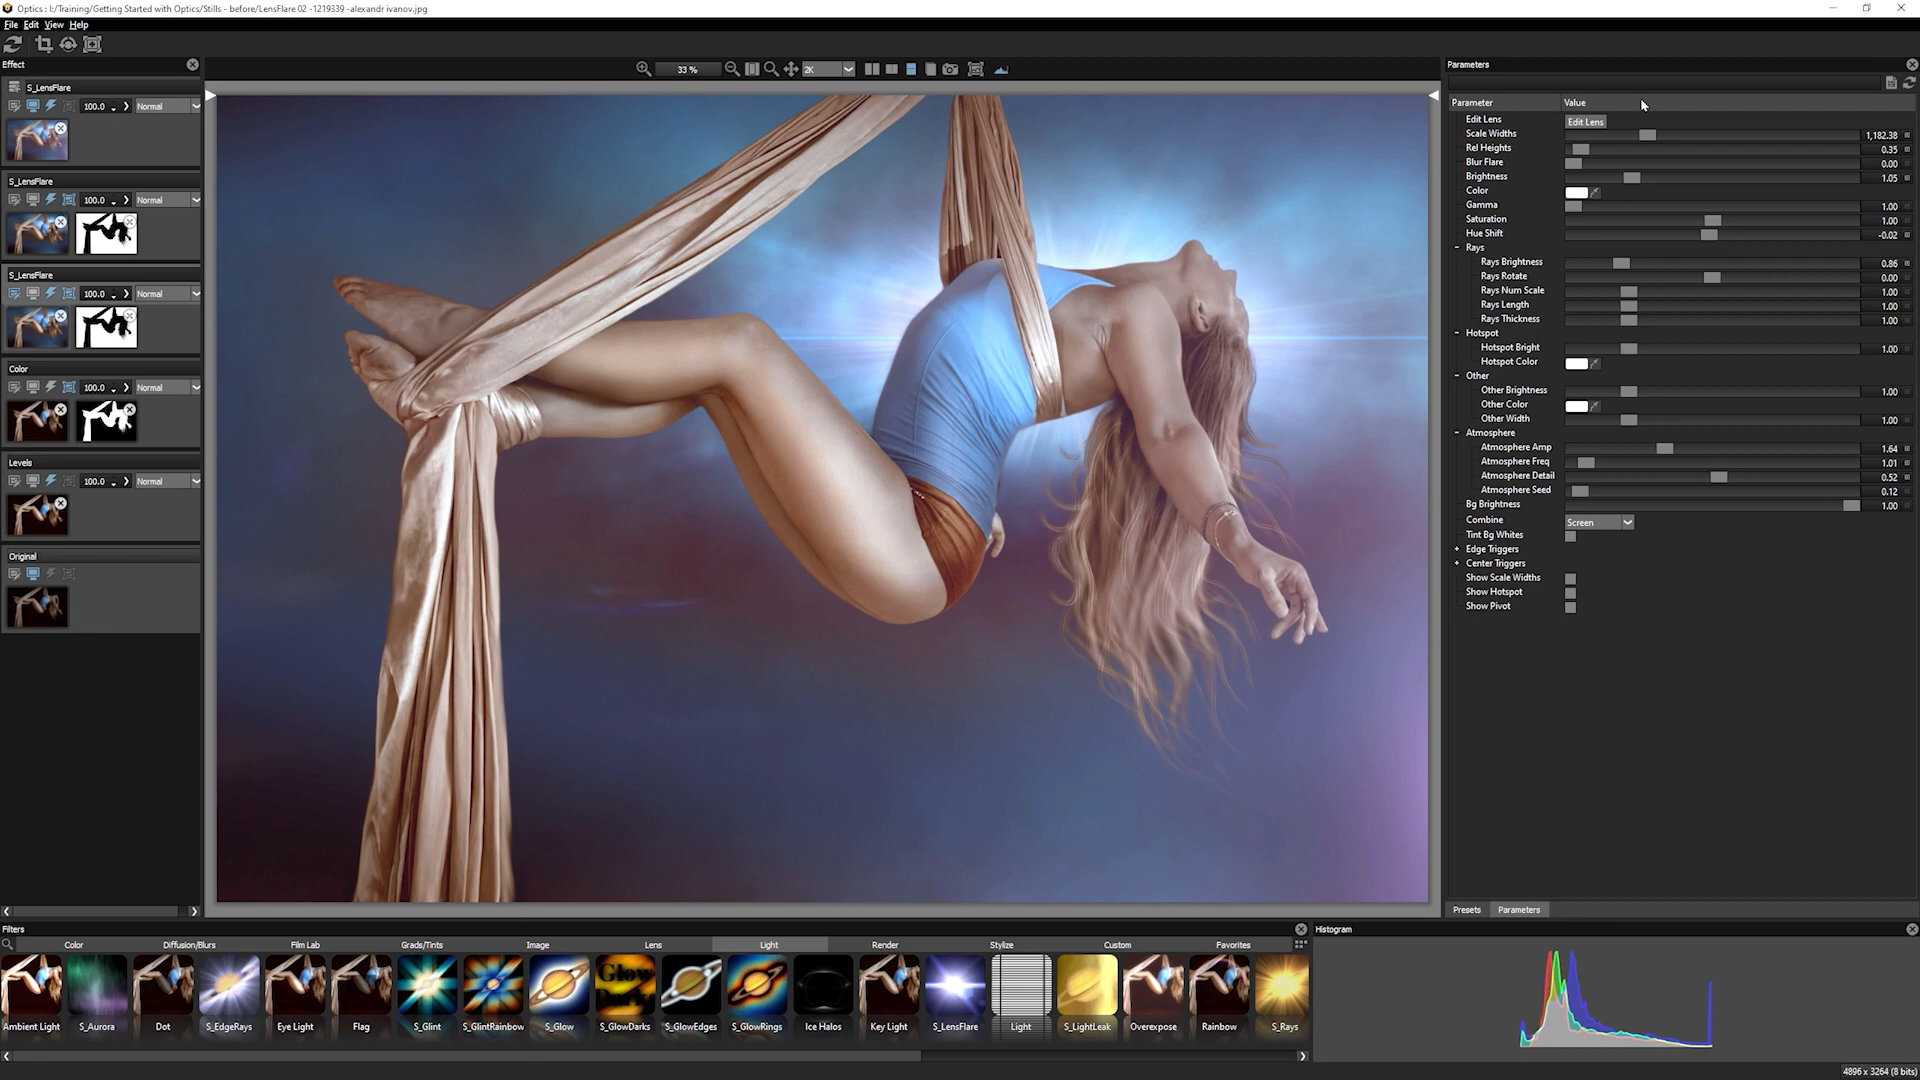 Optics : I:/Training/Getting Started with Optics/Stills - before/LensFlare 02 -1219339 -alexandr ivanov.jpg
File Edit View Help
Effect
S_LensFlare
100.0 Normal
S_LensFlare
100.0 Normal
S_LensFlare
100.0 Normal
Color
100.0 Normal
Levels
100.0 Normal
Original
33 %
2K
Parameters
Parameter Value
Edit Lens Edit Lens
Scale Widths 1,182.38
Rel Heights 0.35
Blur Flare 0.00
Brightness 1.05
Color
Gamma 1.00
Saturation 1.00
Hue Shift -0.02
Rays
Rays Brightness 0.86
Rays Rotate 0.00
Rays Num Scale 1.00
Rays Length 1.00
Rays Thickness 1.00
Hotspot
Hotspot Bright 1.00
Hotspot Color
Other
Other Brightness 1.00
Other Color
Other Width 1.00
Atmosphere
Atmosphere Amp 1.64
Atmosphere Freq 1.01
Atmosphere Detail 0.52
Atmosphere Seed 0.12
Bg Brightness 1.00
Combine Screen
Tint Bg Whites
Edge Triggers
Center Triggers
Show Scale Widths
Show Hotspot
Show Pivot
Presets Parameters
Filters
Color Diffusion/Blurs Film Lab Grads/Tints Image Lens Light Render Stylize Custom Favorites
Ambient Light S_Aurora Dot S_EdgeRays Eye Light Flag S_Glint S_GlintRainbow S_Glow S_GlowDarks S_GlowEdges S_GlowRings Ice Halos Key Light S_LensFlare Light S_LightLeak Overexpose Rainbow S_Rays
Histogram
4896 x 3264 (8 bits)